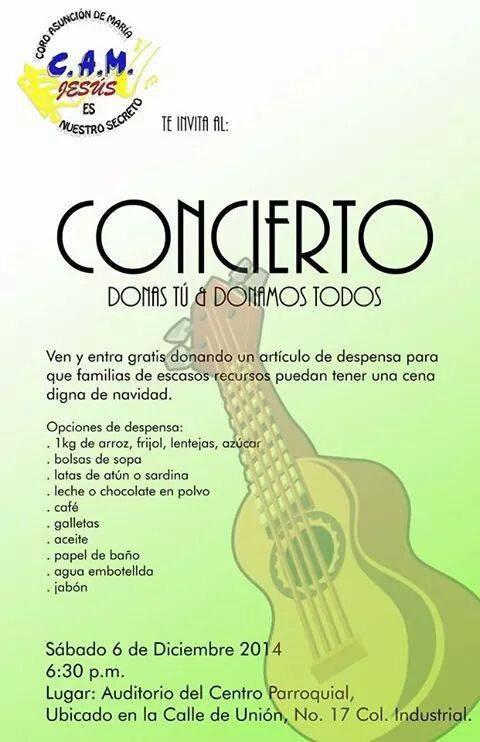 CORO ASUNCIÓN DE MARÍA
C.A.M.
JESÚS
ES
NUESTRO SECRETO
TE INVITA AL:
CONCIERTO
DONAS TÚ & DONAMOS TODOS
Ven y entra gratis donando un artículo de despensa para
que familias de escasos recursos puedan tener una cena
digna de navidad.
Opciones de despensa:
. 1kg de arroz, frijol, lentejas, azúcar
. bolsas de sopa
. latas de atún o sardina
. leche o chocolate en polvo
. café
. galletas
. aceite
. papel de baño
. agua embotellda
. jabón
Sábado 6 de Diciembre 2014
6:30 p.m.
Lugar: Auditorio del Centro Parroquial,
Ubicado en la Calle de Unión, No. 17 Col. Industrial.